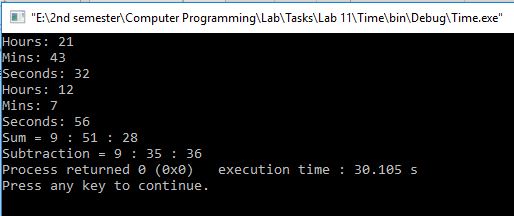 "E:\2nd semester\Computer Programming\Lab\Tasks\Lab 11\Time\bin\Debug\Time.exe"
Hours: 21
Mins: 43
Seconds: 32
Hours: 12
Mins: 7
Seconds: 56
Sum = 9 : 51 : 28
Subtraction = 9 : 35 : 36
Process returned 0 (0x0)   execution time : 30.105 s
Press any key to continue.